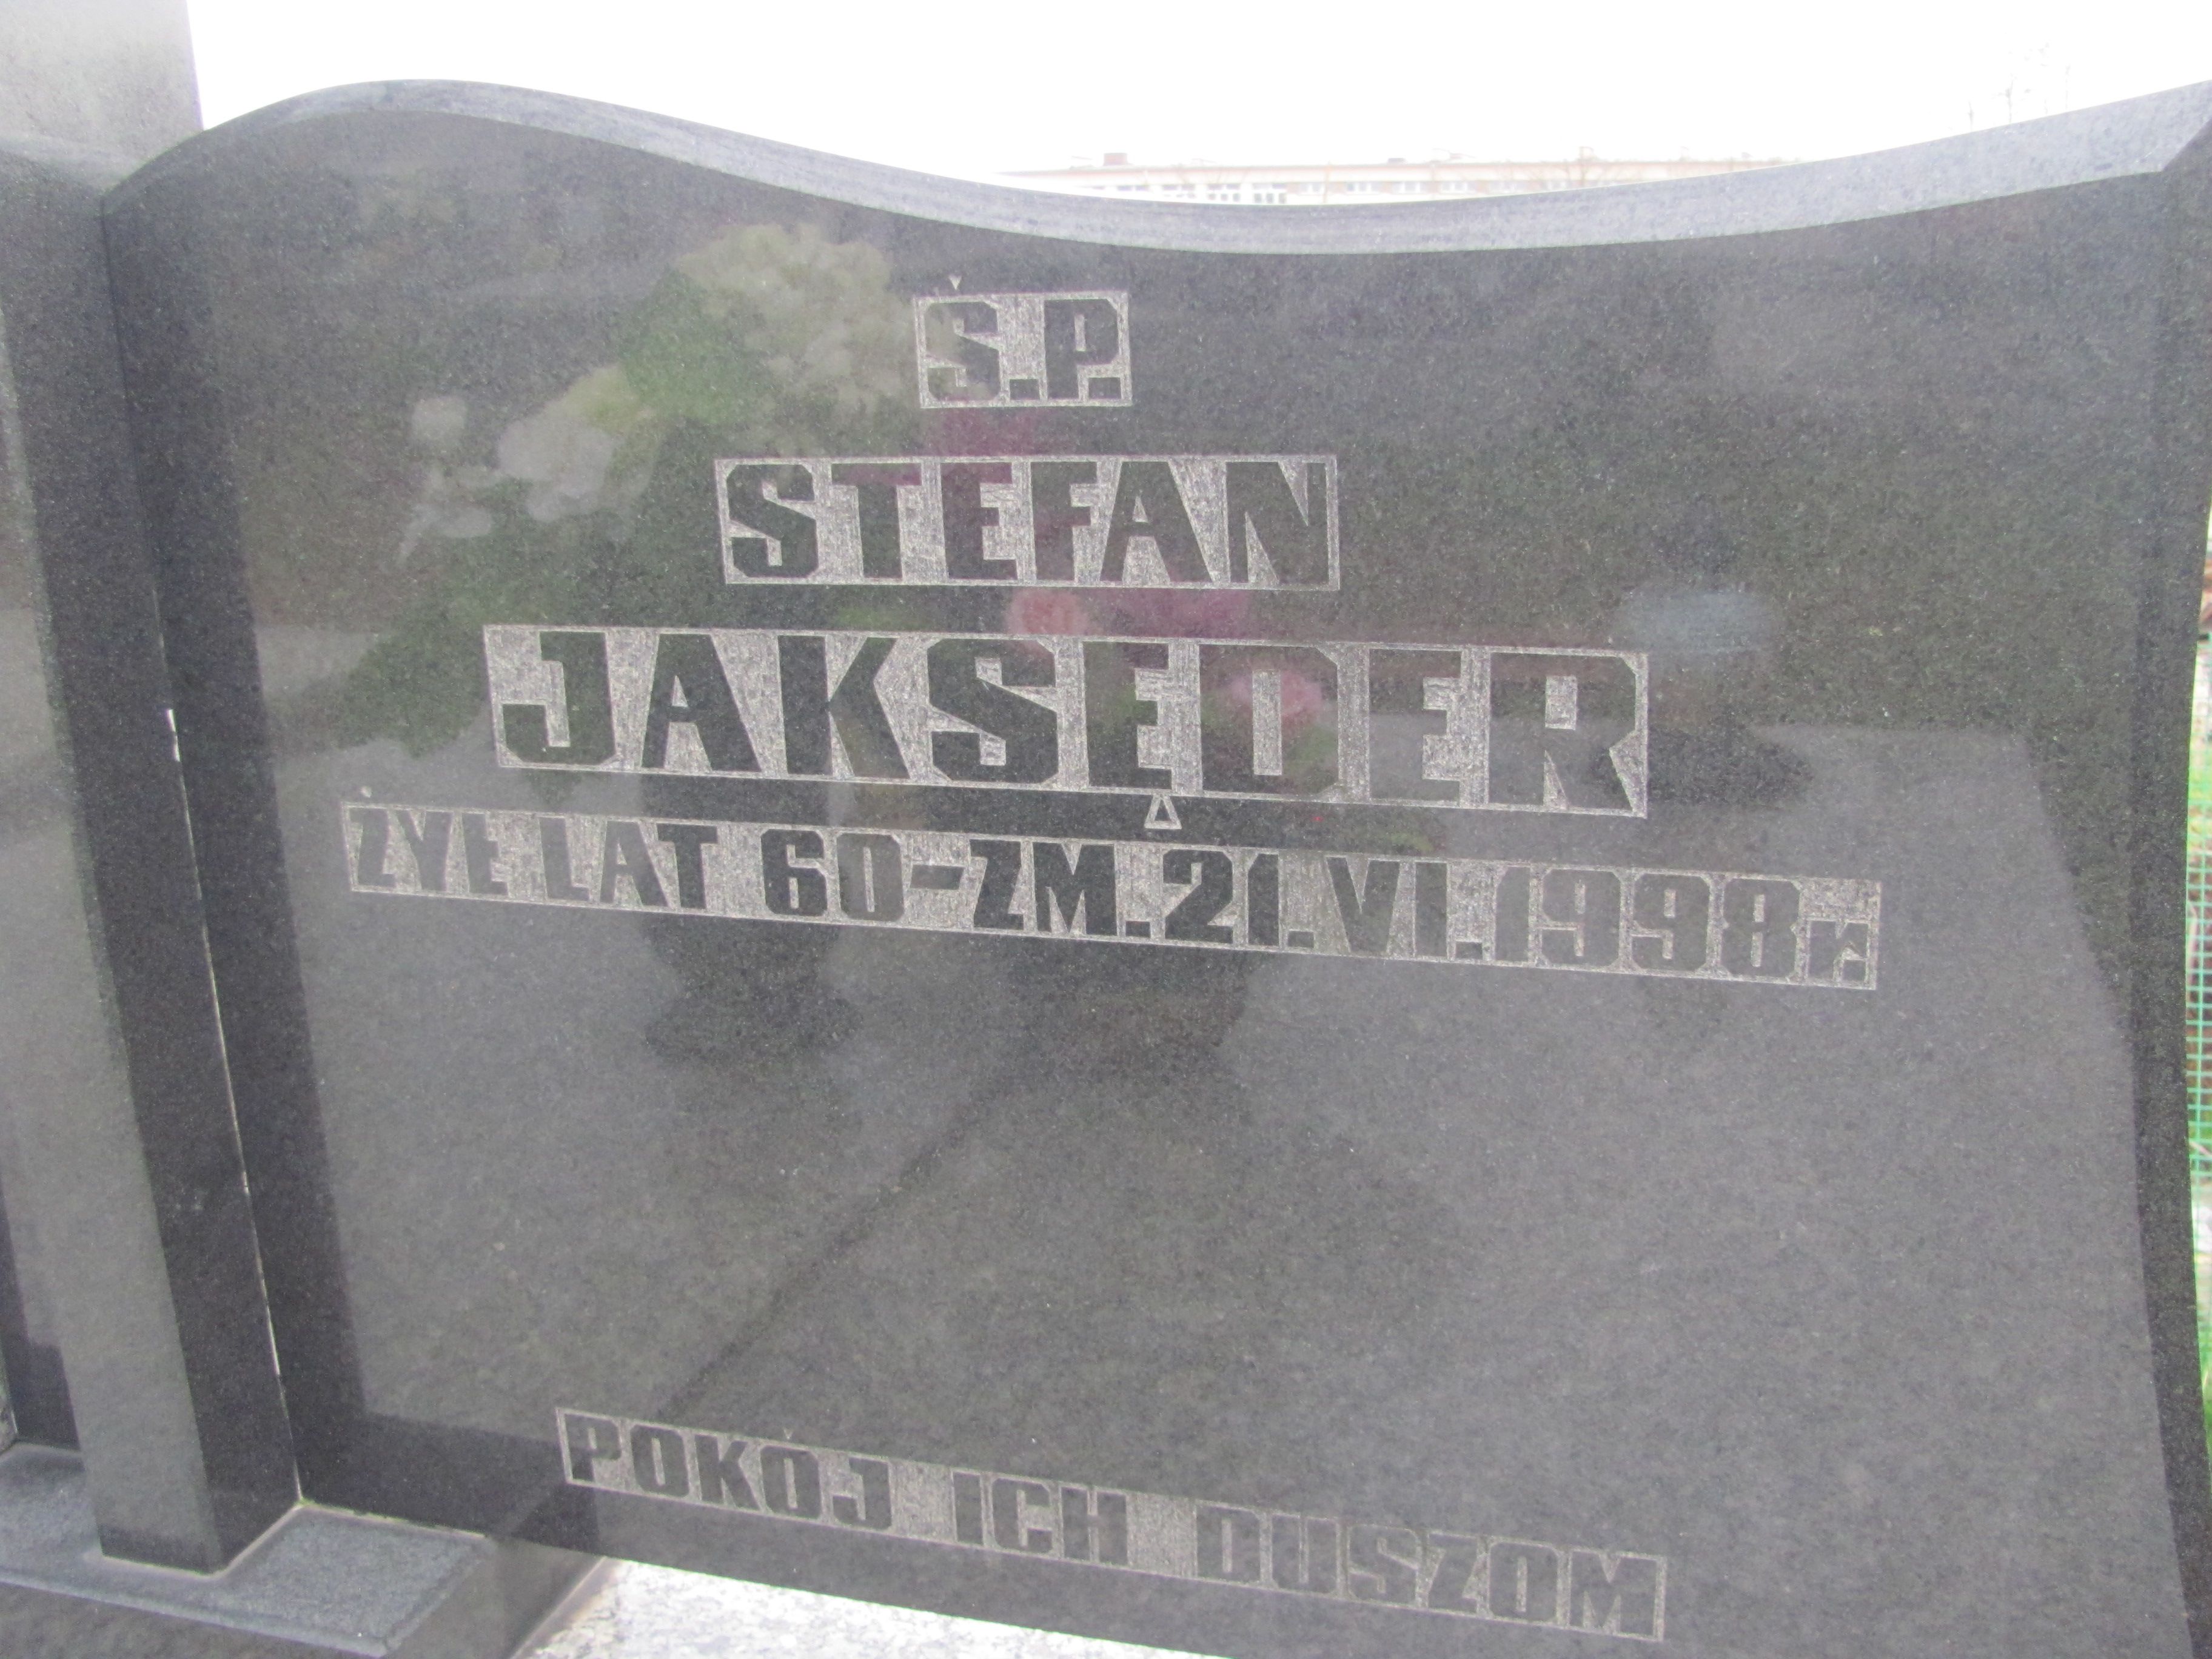 Ś.P.
STEFAN
JAKSĘDER
ŻYŁ LAT 60-ZM.21.VI.1998r.
POKÓJ ICH DUSZOM